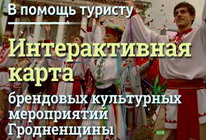 В помощь туристу
Интерактивная
карта
брендовых культурных
мероприятий
Гродненщины